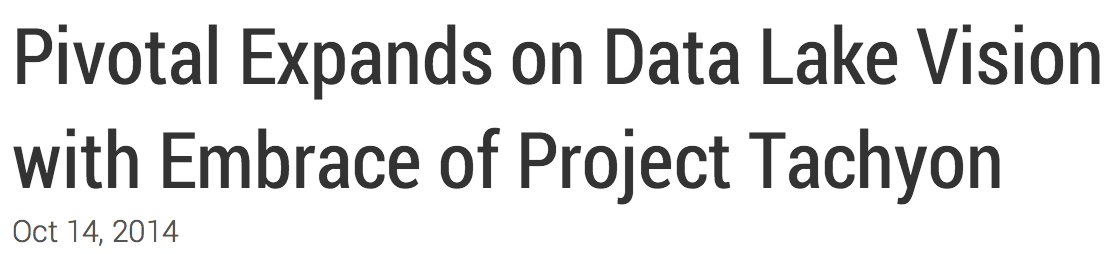 Pivotal Expands on Data Lake Vision
with Embrace of Project Tachyon
Oct 14, 2014